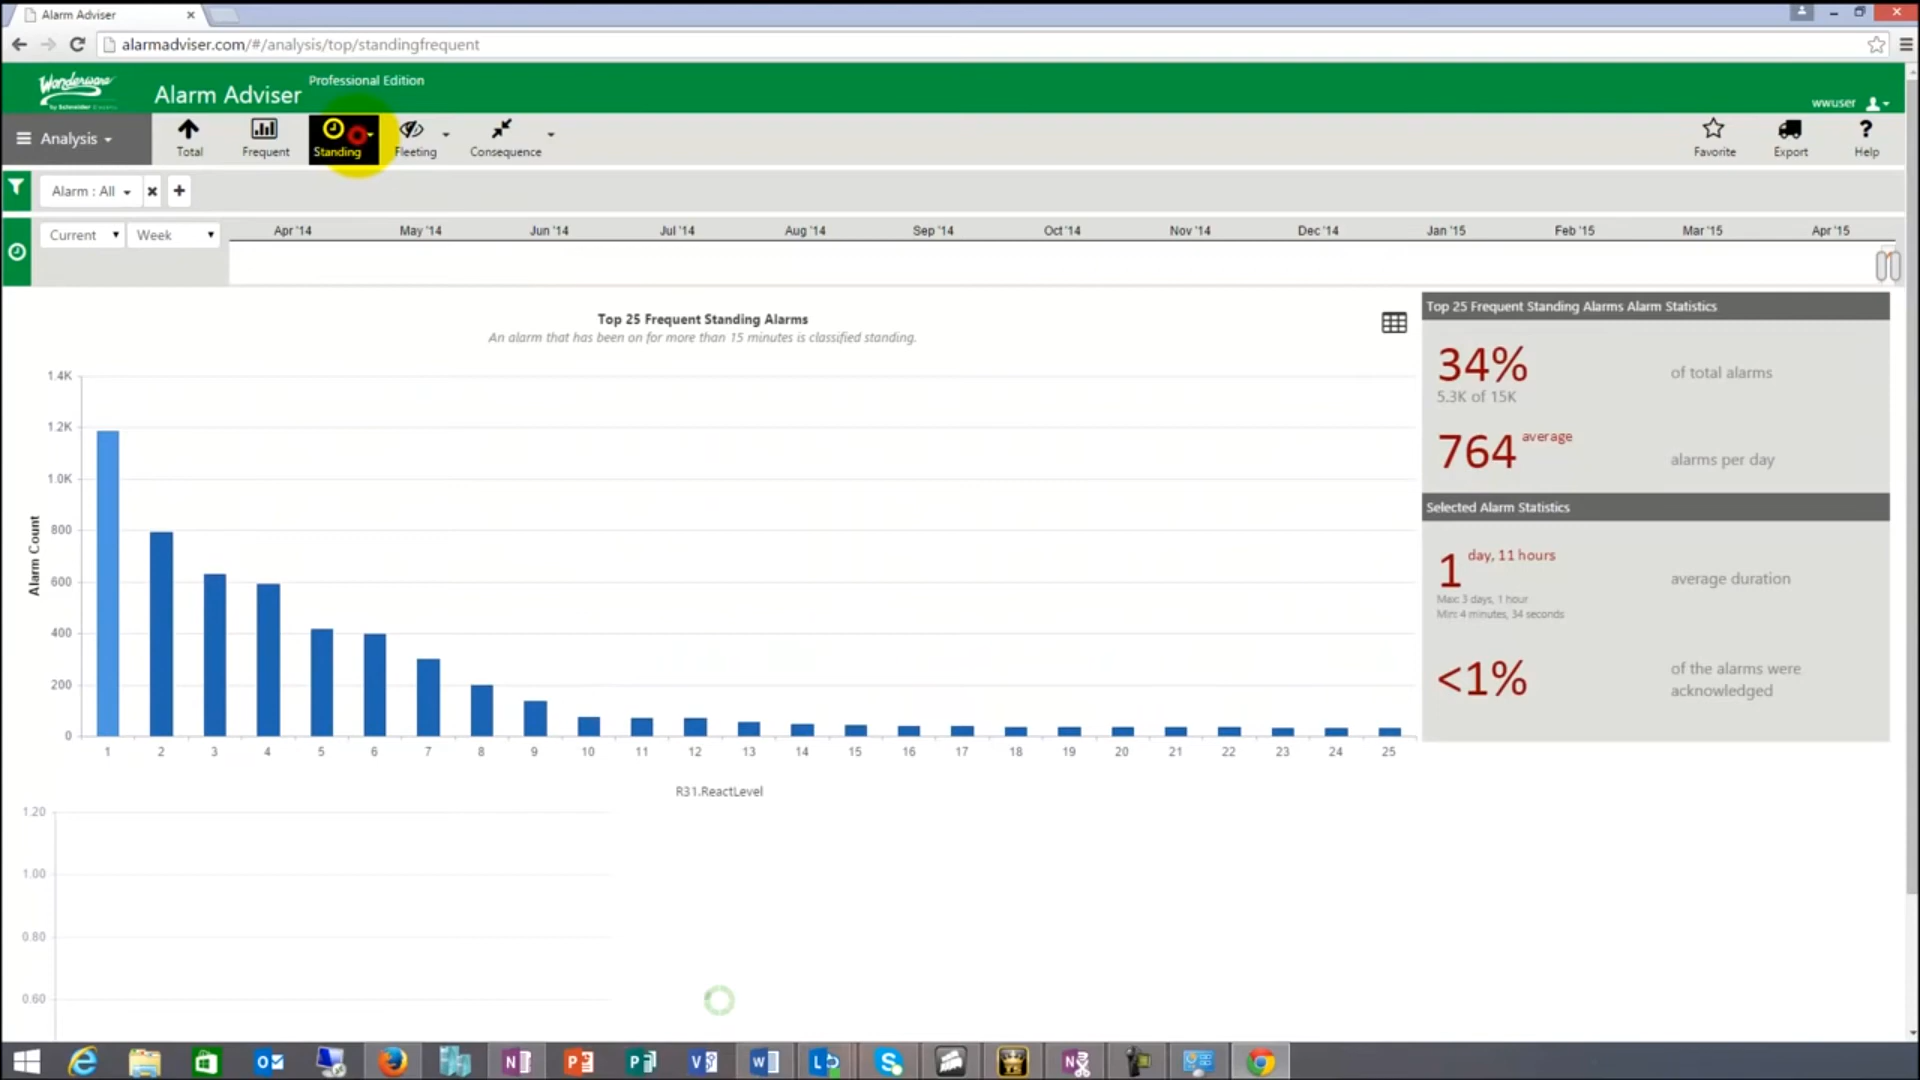 Alarm Adviser
alarmadviser.com/#/analysis/top/standingfrequent
Wonderware
by Schneider Electric
Alarm Adviser
Professional Edition
wwuser
Analysis
Total
Frequent
Standing
Fleeting
Consequence
Favorite
Export
Help
Alarm : All
Current
Week
Apr '14
May '14
Jun '14
Jul '14
Aug '14
Sep '14
Oct '14
Nov '14
Dec '14
Jan '15
Feb '15
Mar '15
Apr '15
Top 25 Frequent Standing Alarms
An alarm that has been on for more than 15 minutes is classified standing.
Alarm Count
1.4K
1.2K
1.0K
800
600
400
200
0
1 2 3 4 5 6 7 8 9 10 11 12 13 14 15 16 17 18 19 20 21 22 23 24 25
Top 25 Frequent Standing Alarms Alarm Statistics
34%
of total alarms
5.3K of 15K
764 average
alarms per day
Selected Alarm Statistics
1 day, 11 hours
average duration
Max: 3 days, 1 hour
Min: 4 minutes, 34 seconds
<1%
of the alarms were
acknowledged
R31.ReactLevel
1.20
1.00
0.80
0.60